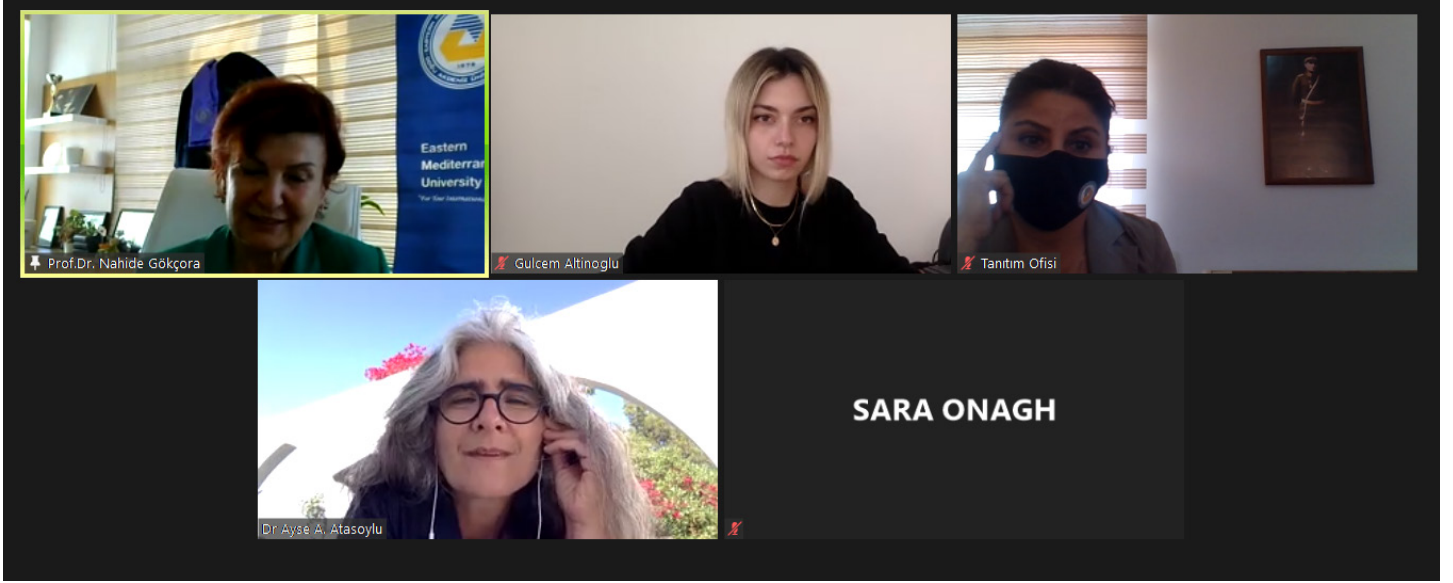 Eastern
Mediterran
University
Prof.Dr. Nahide Gökçora
Gulcem Altinoglu
Tanıtım Ofisi
Dr Ayse A. Atasoylu
SARA ONAGH